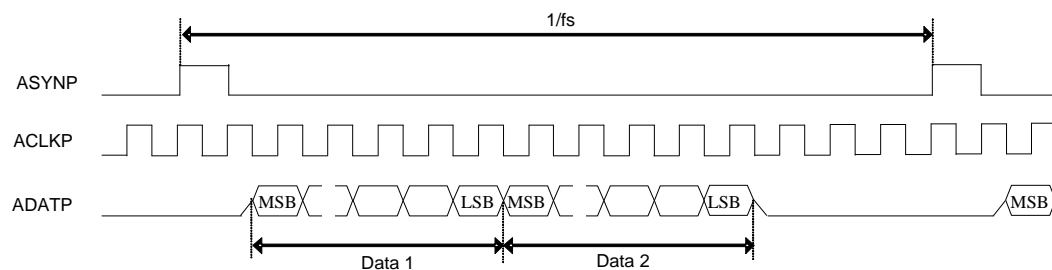 1/fs
ASYNP
ACLKP
ADATP MSB LSB MSB LSB MSB
Data 1 Data 2